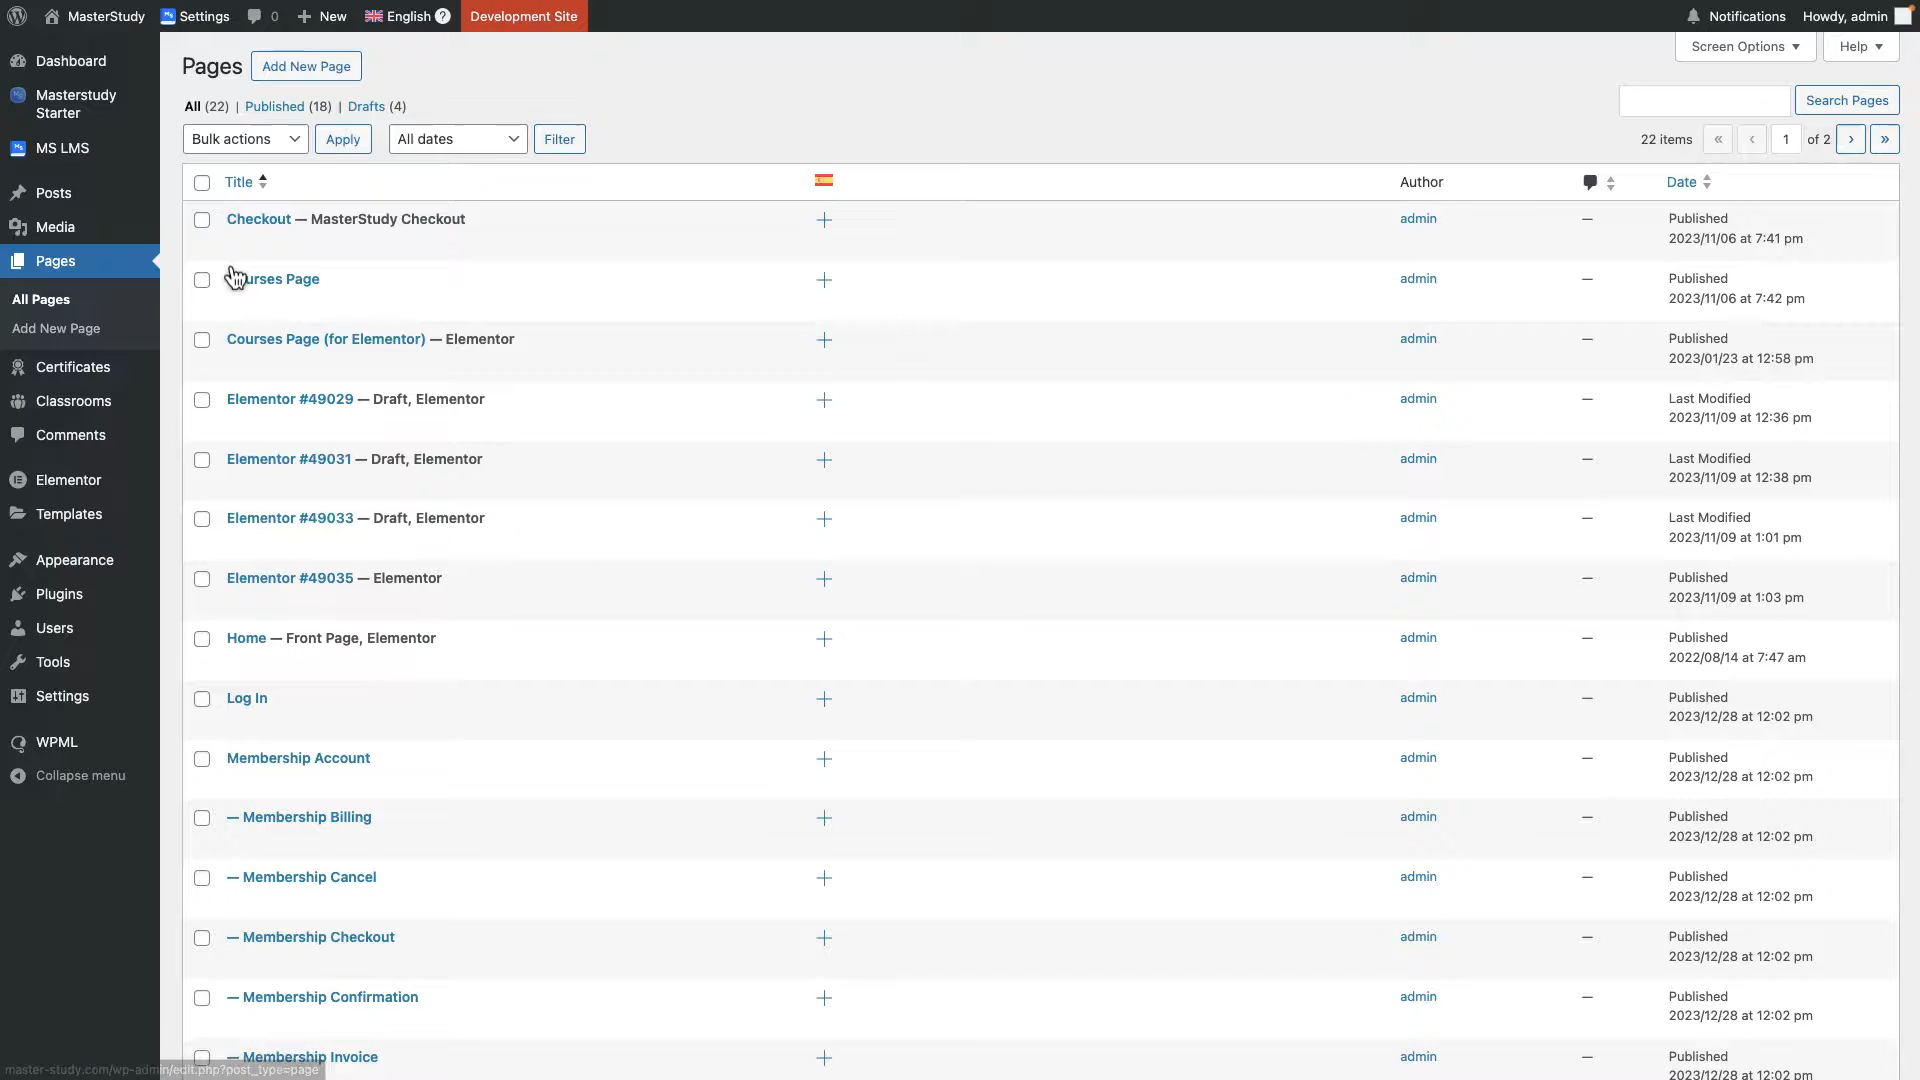 MasterStudy Settings 0 New English ? Development Site Notifications Howdy, admin
Screen Options Help
Pages Add New Page
All (22) | Published (18) | Drafts (4)
Search Pages
Bulk actions Apply All dates Filter 22 items « ‹ 1 of 2 › »
Title Author Date
Checkout — MasterStudy Checkout admin — Published
2023/11/06 at 7:41 pm
urses Page admin — Published
2023/11/06 at 7:42 pm
Courses Page (for Elementor) — Elementor admin — Published
2023/01/23 at 12:58 pm
Elementor #49029 — Draft, Elementor admin — Last Modified
2023/11/09 at 12:36 pm
Elementor #49031 — Draft, Elementor admin — Last Modified
2023/11/09 at 12:38 pm
Elementor #49033 — Draft, Elementor admin — Last Modified
2023/11/09 at 1:01 pm
Elementor #49035 — Elementor admin — Published
2023/11/09 at 1:03 pm
Home — Front Page, Elementor admin — Published
2022/08/14 at 7:47 am
Log In admin — Published
2023/12/28 at 12:02 pm
Membership Account admin — Published
2023/12/28 at 12:02 pm
— Membership Billing admin — Published
2023/12/28 at 12:02 pm
— Membership Cancel admin — Published
2023/12/28 at 12:02 pm
— Membership Checkout admin — Published
2023/12/28 at 12:02 pm
— Membership Confirmation admin — Published
2023/12/28 at 12:02 pm
— Membership Invoice admin — Published
2023/12/28 at 12:02 pm
Dashboard
Masterstudy
Starter
MS LMS
Posts
Media
Pages
All Pages
Add New Page
Certificates
Classrooms
Comments
Elementor
Templates
Appearance
Plugins
Users
Tools
Settings
WPML
Collapse menu
master-study.com/wp-admin/edit.php?post_type=page